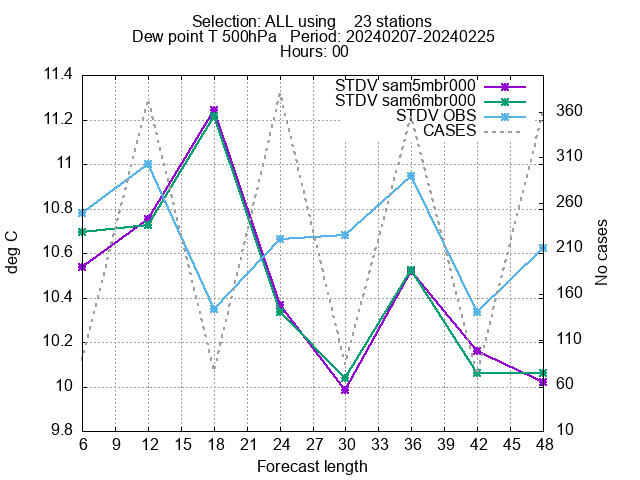 Selection: ALL using    23 stations
Dew point T 500hPa   Period: 20240207-20240225
Hours: 00
STDV sam5mbr000
STDV sam6mbr000
STDV OBS
CASES
11.4
11.2
11
10.8
10.6
10.4
10.2
10
9.8
deg C
360
310
260
210
160
110
60
10
No cases
6 9 12 15 18 21 24 27 30 33 36 39 42 45 48
Forecast length